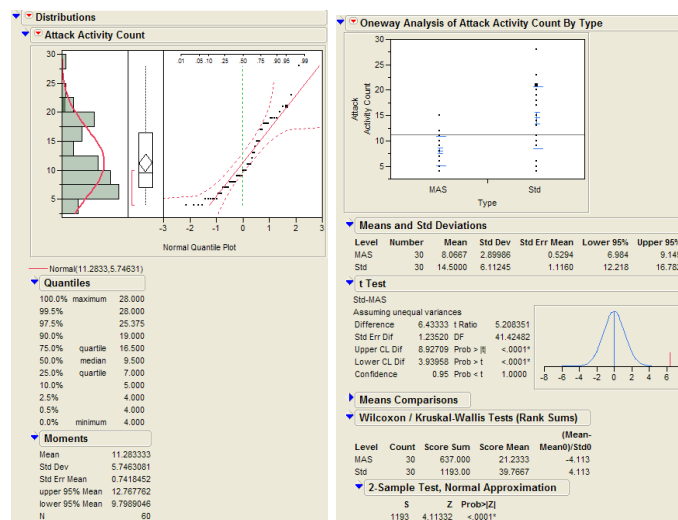 Distributions
Attack Activity Count
30
25
20
15
10
5
.01 .05 .10 .25 .50 .75 .90 .95 .99
-3 -2 -1 0 1 2 3
Normal Quantile Plot
Normal(11.2833,5.74631)
Quantiles
100.0% maximum 28.000
99.5% 28.000
97.5% 25.375
90.0% 19.000
75.0% quartile 16.500
50.0% median 9.500
25.0% quartile 7.000
10.0% 5.000
2.5% 4.000
0.5% 4.000
0.0% minimum 4.000
Moments
Mean 11.283333
Std Dev 5.7463081
Std Err Mean 0.7418452
upper 95% Mean 12.767762
lower 95% Mean 9.7989046
N 60
Oneway Analysis of Attack Activity Count By Type
Attack
Activity Count
30
25
20
15
10
5
MAS Std
Type
Means and Std Deviations
Level Number Mean Std Dev Std Err Mean Lower 95% Upper 95%
MAS 30 8.0667 2.89986 0.5294 6.984 9.149
Std 30 14.5000 6.11245 1.1160 12.218 16.782
t Test
Std-MAS
Assuming unequal variances
Difference 6.43333 t Ratio 5.208351
Std Err Dif 1.23520 DF 41.42482
Upper CL Dif 8.92709 Prob > |t| <.0001*
Lower CL Dif 3.93958 Prob > t <.0001*
Confidence 0.95 Prob < t 1.0000
-8 -6 -4 -2 0 2 4 6
Means Comparisons
Wilcoxon / Kruskal-Wallis Tests (Rank Sums)
Level Count Score Sum Score Mean (Mean-Mean0)/Std0
MAS 30 637.000 21.2333 -4.113
Std 30 1193.00 39.7667 4.113
2-Sample Test, Normal Approximation
S Z Prob>|Z|
1193 4.11332 <.0001*